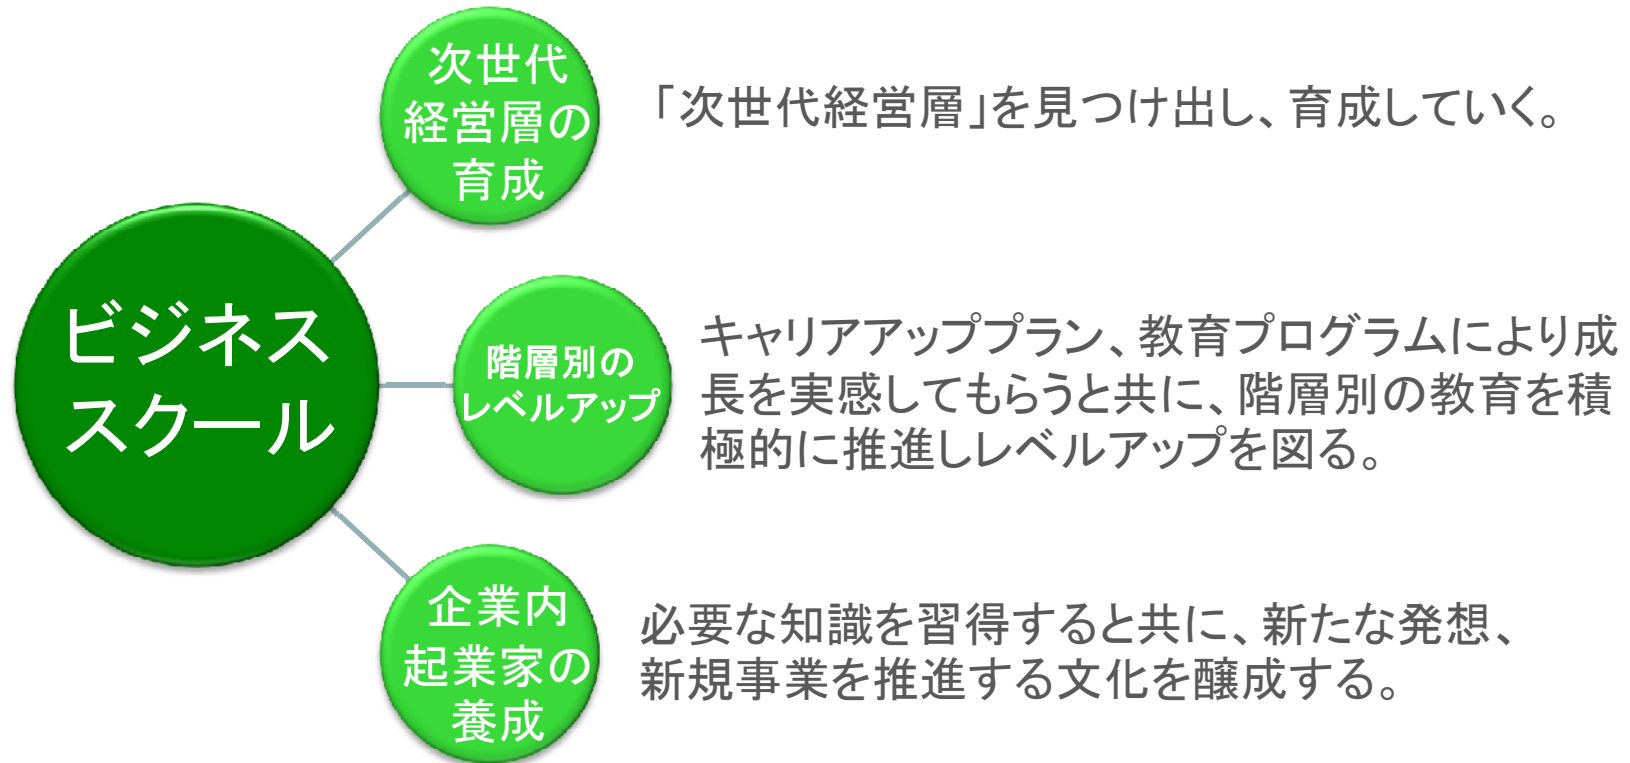 ビジネス
スクール
次世代
経営層の
育成
「次世代経営層」を見つけ出し、育成していく。
階層別の
レベルアップ
キャリアアッププラン、教育プログラムにより成
長を実感してもらうと共に、階層別の教育を積
極的に推進しレベルアップを図る。
企業内
起業家の
養成
必要な知識を習得すると共に、新たな発想、
新規事業を推進する文化を醸成する。